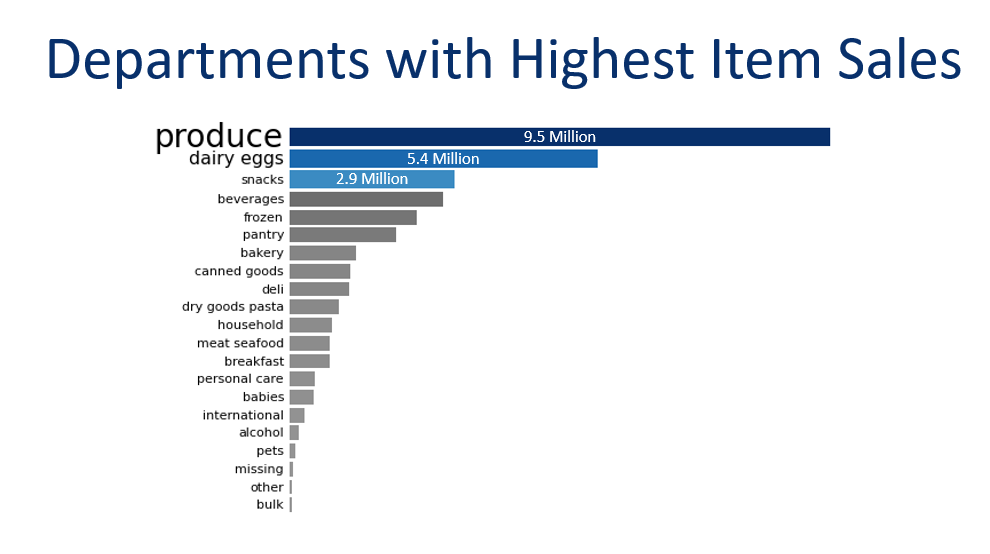 Departments with Highest Item Sales
produce 9.5 Million
dairy eggs 5.4 Million
snacks 2.9 Million
beverages
frozen
pantry
bakery
canned goods
deli
dry goods pasta
household
meat seafood
breakfast
personal care
babies
international
alcohol
pets
missing
other
bulk